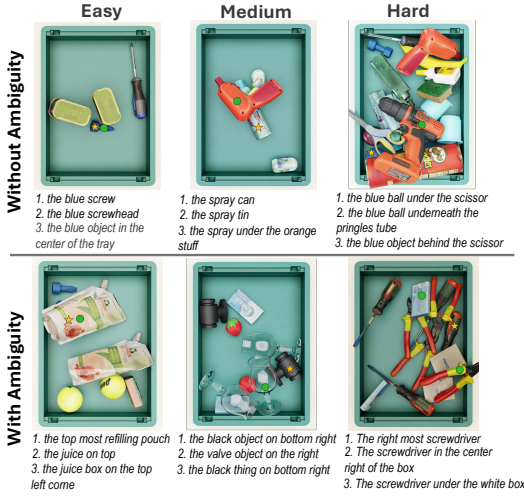 Easy Medium Hard
Without Ambiguity
1. the blue screw
2. the blue screwhead
3. the blue object in the
center of the tray
1. the spray can
2. the spray tin
3. the spray under the orange
stuff
1. the blue ball under the scissor
2. the blue ball underneath the
pringles tube
3. the blue object behind the scissor
With Ambiguity
1. the top most refilling pouch
2. the juice on top
3. the juice box on the top
left corne
1. the black object on bottom right
2. the valve object on the right
3. the black thing on bottom right
1. The right most screwdriver
2. The screwdriver in the center
right of the box
3. The screwdriver under the white box